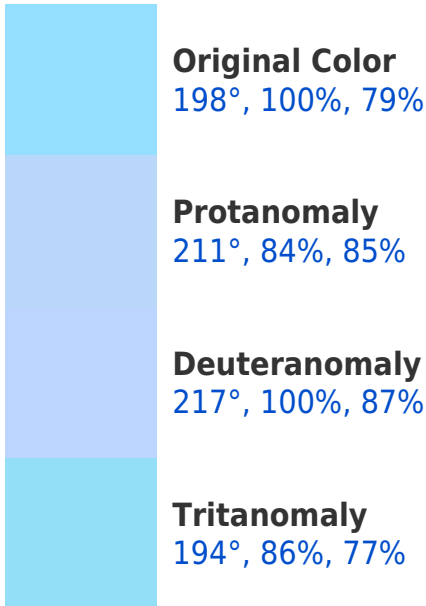 Original Color
198°, 100%, 79%
Protanomaly
211°, 84%, 85%
Deuteranomaly
217°, 100%, 87%
Tritanomaly
194°, 86%, 77%